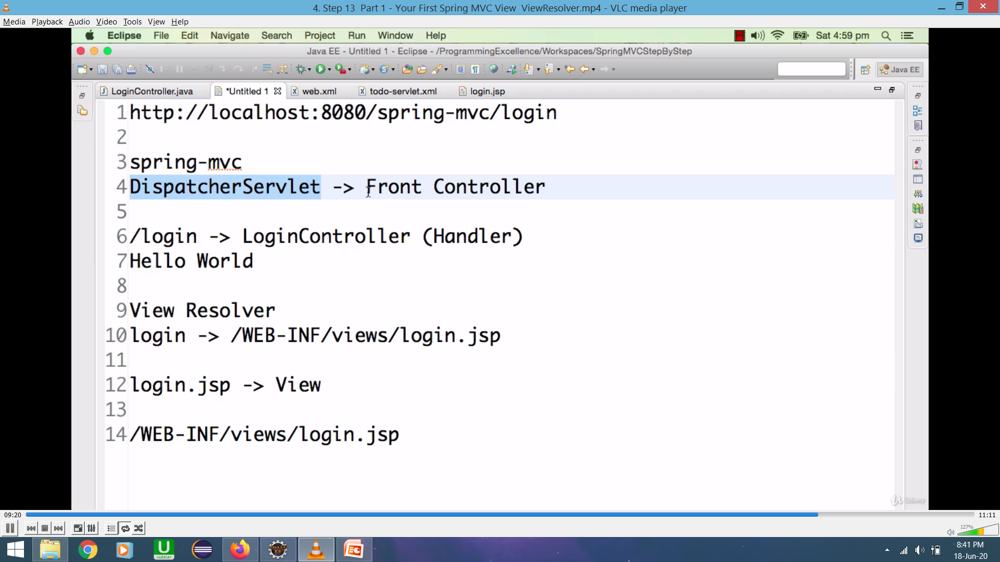 4. Step 13 Part 1 - Your First Spring MVC View ViewResolver.mp4 - VLC media player
Media Playback Audio Video Tools View Help
Eclipse File Edit Navigate Search Project Run Window Help Sat 4:59 pm
Java EE - Untitled 1 - Eclipse - /ProgrammingExcellence/Workspaces/SpringMVCStepByStep
Java EE
LoginController.java *Untitled 1 web.xml todo-servlet.xml login.jsp
1 http://localhost:8080/spring-mvc/login
2
3 spring-mvc
4 DispatcherServlet -> Front Controller
5
6 /login -> LoginController (Handler)
7 Hello World
8
9 View Resolver
10 login -> /WEB-INF/views/login.jsp
11
12 login.jsp -> View
13
14 /WEB-INF/views/login.jsp
Udemy
09:20 11:11
127%
U
Udeler
Java EE
IDE
8:41 PM
18-Jun-20